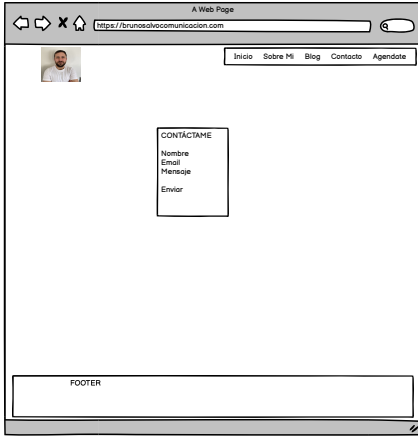 A Web Page
https://brunosalvocomunicacion.com
Inicio Sobre Mi Blog Contacto Agendate
CONTÁCTAME
Nombre
Email
Mensaje
Enviar
FOOTER